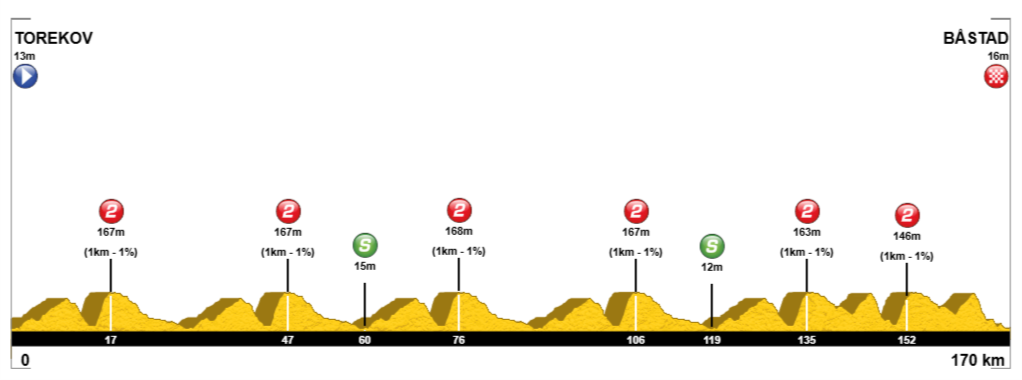 TOREKOV
13m
BÅSTAD
16m
2
167m
(1km - 1%)
2
167m
(1km - 1%)
S
15m
2
168m
(1km - 1%)
2
167m
(1km - 1%)
S
12m
2
163m
(1km - 1%)
2
146m
(1km - 1%)
17
47
60
76
106
119
135
152
0
170 km